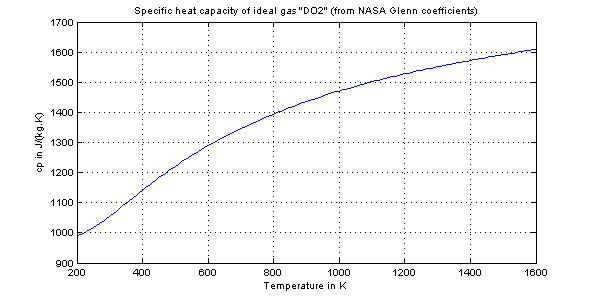 Specific heat capacity of ideal gas "DO2" (from NASA Glenn coefficients)
1700
1600
1500
1400
1300
1200
1100
1000
900
cp in J/(kg.K)
200 400 600 800 1000 1200 1400 1600
Temperature in K